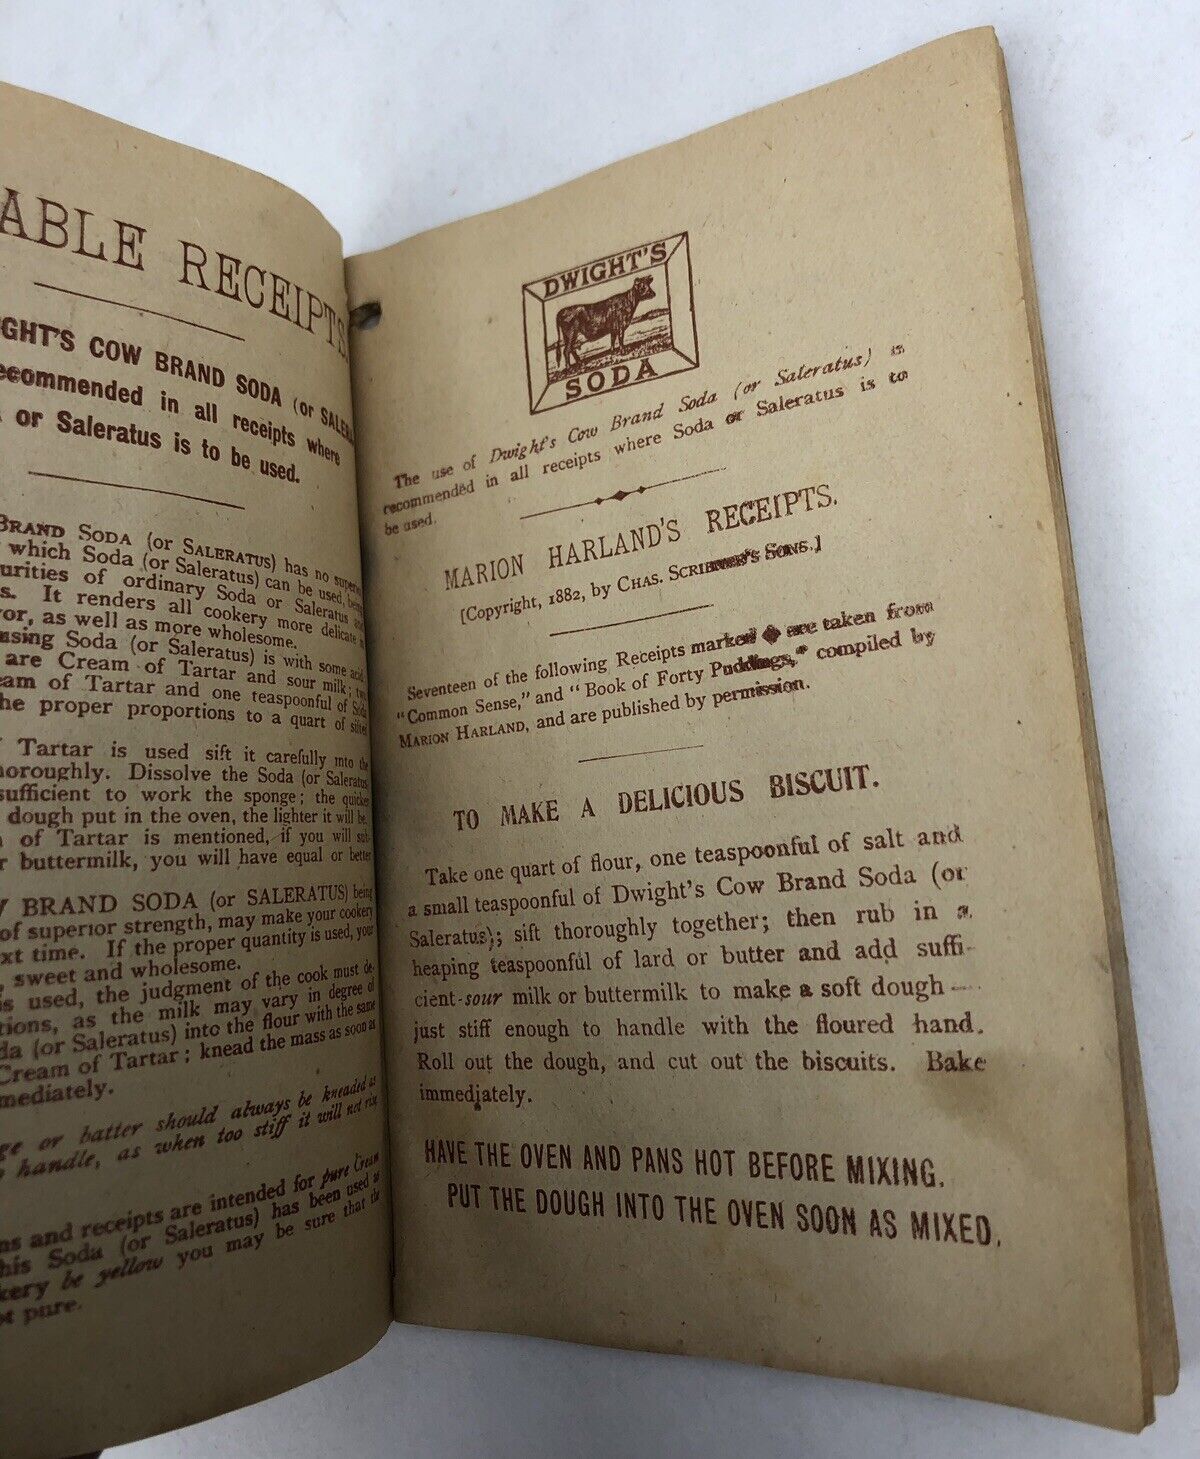 ABLE RECEIPTS.
GHT'S COW BRAND SODA (or SALERA
ecommended in all receipts where
or Saleratus is to be used.
BRAND SODA (or SALERATUS) has no superior
which Soda (or Saleratus) can be used, being
urities of ordinary Soda or Saleratus and
s. It renders all cookery more delicate in
vor, as well as more wholesome.
using Soda (or Saleratus) is with some acid,
are Cream of Tartar and sour milk; two
eam of Tartar and one teaspoonful of Soda
he proper proportions to a quart of sifted
Tartar is used sift it carefully into the
horoughly. Dissolve the Soda (or Saleratus
sufficient to work the sponge; the quicker
dough put in the oven, the lighter it will be.
of Tartar is mentioned, if you will sub-
r buttermilk, you will have equal or better
W BRAND SODA (or SALERATUS) being
of superior strength, may make your cookery
xt time. If the proper quantity is used, your
, sweet and wholesome.
is used, the judgment of the cook must de-
tions, as the milk may vary in degree of
da (or Saleratus) into the flour with the same
Cream of Tartar; knead the mass as soon as
mediately.
ge or batter should always be kneaded as
handle, as when too stiff it will not rise
ns and receipts are intended for pure Cream
his Soda (or Saleratus) has been used
kery be yellow you may be sure that the
ot pure.
DWIGHT'S
SODA
The use of Dwight's Cow Brand Soda (or Saleratus) is
recommended in all receipts where Soda or Saleratus is to
be used.
MARION HARLAND'S RECEIPTS.
[Copyright, 1882, by CHAS. SCRIBNER'S SONS.]
Seventeen of the following Receipts marked ◆ are taken from
"Common Sense," and "Book of Forty Puddings," compiled by
MARION HARLAND, and are published by permission.
TO MAKE A DELICIOUS BISCUIT.
Take one quart of flour, one teaspoonful of salt and
a small teaspoonful of Dwight's Cow Brand Soda (or
Saleratus); sift thoroughly together; then rub in a
heaping teaspoonful of lard or butter and add suffi-
cient sour milk or buttermilk to make a soft dough—
just stiff enough to handle with the floured hand.
Roll out the dough, and cut out the biscuits. Bake
immediately.
HAVE THE OVEN AND PANS HOT BEFORE MIXING.
PUT THE DOUGH INTO THE OVEN SOON AS MIXED.